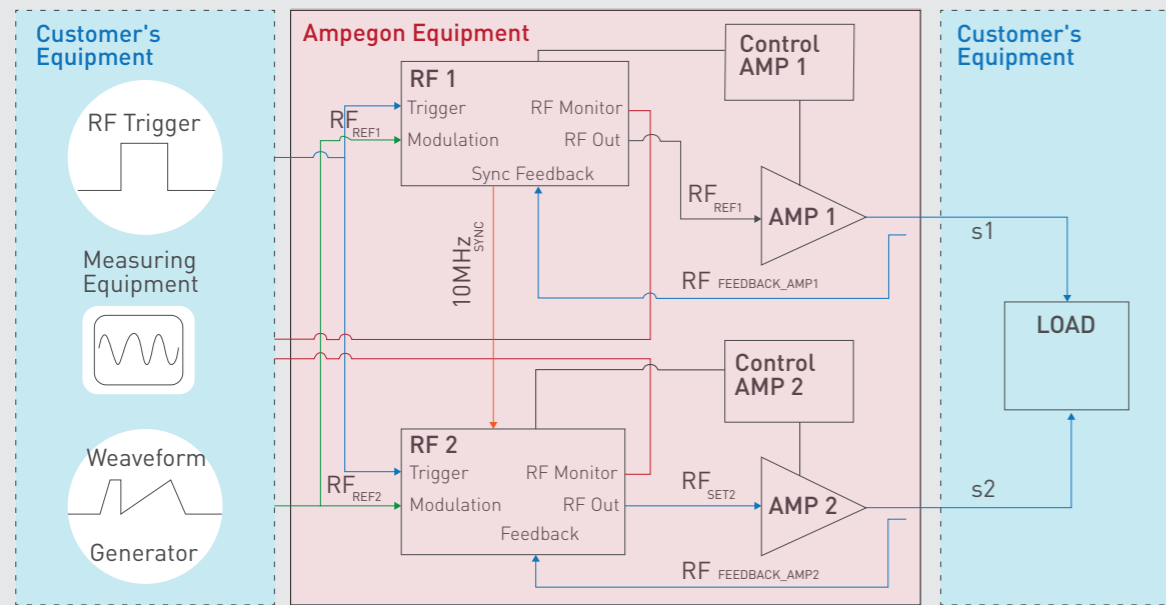 Customer's
Equipment
RF Trigger
Measuring
Equipment
Weaveform
Generator
Ampegon Equipment
Control
AMP 1
RF 1
Trigger
RF Monitor
RF REF1
Modulation
RF Out
Sync Feedback
RF REF1
AMP 1
10MHz SYNC
RF FEEDBACK_AMP1
Control
AMP 2
RF 2
Trigger
RF Monitor
RF REF2
Modulation
RF Out
RF SET2
AMP 2
Feedback
RF FEEDBACK_AMP2
Customer's
Equipment
s1
LOAD
s2